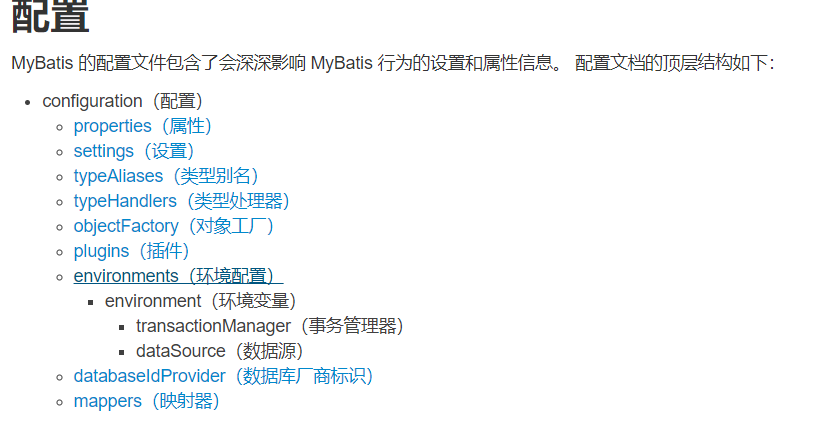 配置
MyBatis 的配置文件包含了会深深影响 MyBatis 行为的设置和属性信息。 配置文档的顶层结构如下：
configuration（配置）
properties（属性）
settings（设置）
typeAliases（类型别名）
typeHandlers（类型处理器）
objectFactory（对象工厂）
plugins（插件）
environments（环境配置）
environment（环境变量）
transactionManager（事务管理器）
dataSource（数据源）
databaseIdProvider（数据库厂商标识）
mappers（映射器）